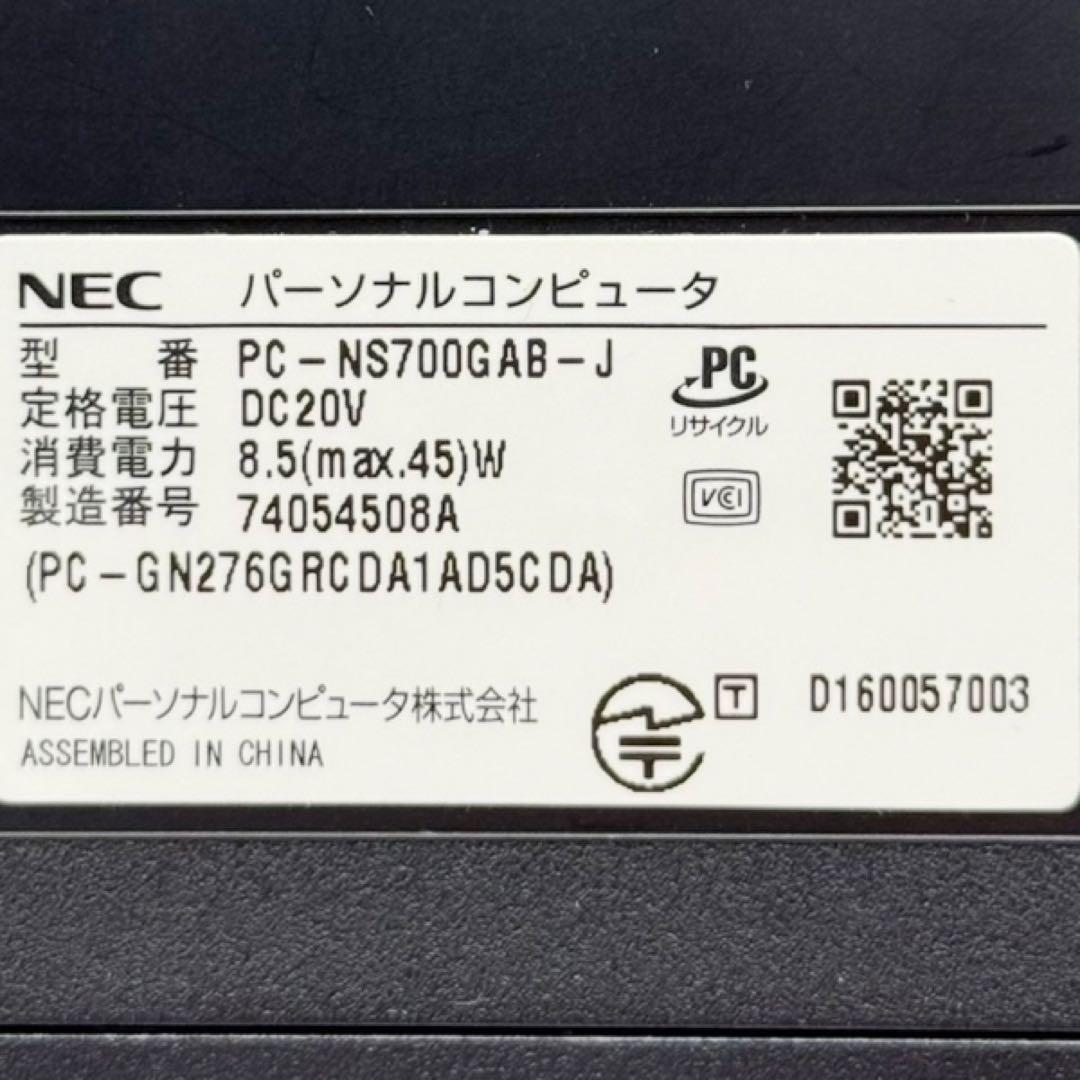 NEC パーソナルコンピュータ
型 番 PC-NS700GAB-J
定格電圧 DC20V
消費電力 8.5(max.45)W
製造番号 74054508A
(PC-GN276GRCDA1AD5CDA)
PC
リサイクル
VCCI
NECパーソナルコンピュータ株式会社
ASSEMBLED IN CHINA
T D160057003